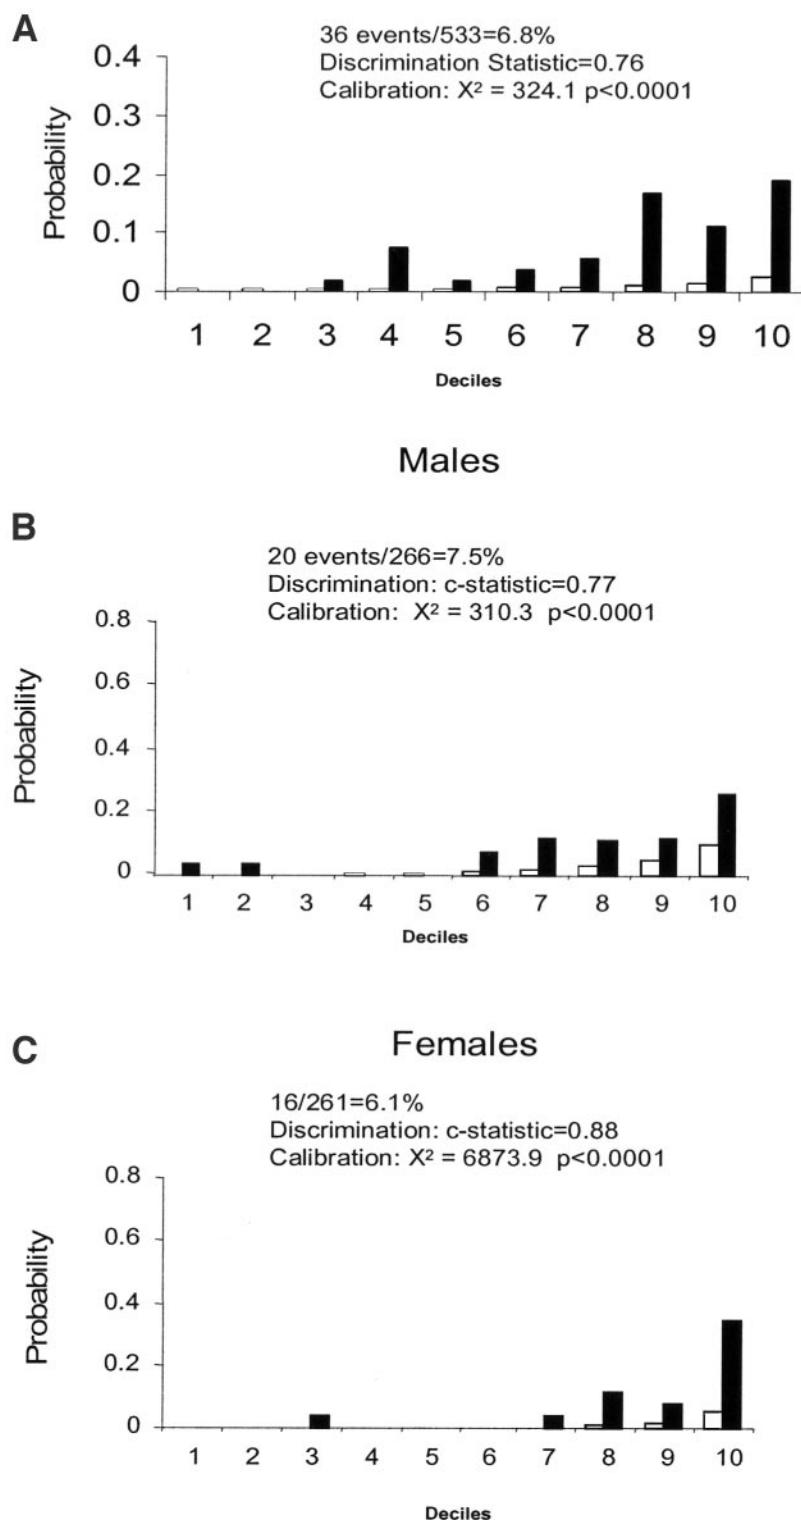 A
36 events/533=6.8%
Discrimination Statistic=0.76
Calibration: X² = 324.1 p<0.0001
Probability
0.4
0.3
0.2
0.1
0
1 2 3 4 5 6 7 8 9 10
Deciles
Males
B
20 events/266=7.5%
Discrimination: c-statistic=0.77
Calibration: X² = 310.3 p<0.0001
Probability
0.8
0.6
0.4
0.2
0
1 2 3 4 5 6 7 8 9 10
Deciles
C
Females
16/261=6.1%
Discrimination: c-statistic=0.88
Calibration: X² = 6873.9 p<0.0001
Probability
0.8
0.6
0.4
0.2
0
1 2 3 4 5 6 7 8 9 10
Deciles